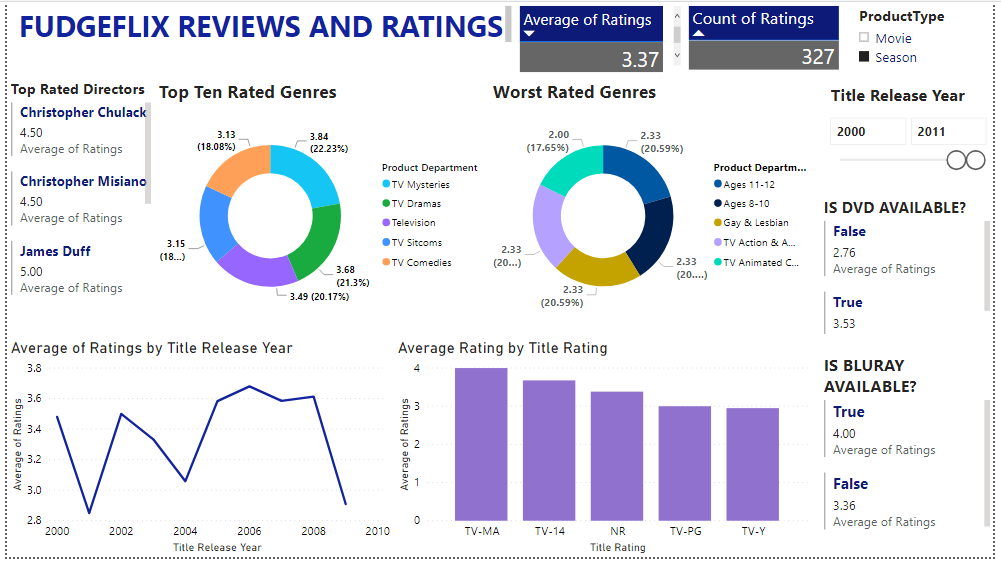 FUDGEFLIX REVIEWS AND RATINGS
Average of Ratings
3.37
Count of Ratings
327
ProductType
Movie
Season
Top Rated Directors
Christopher Chulack
4.50
Average of Ratings
Christopher Misiano
4.50
Average of Ratings
James Duff
5.00
Average of Ratings
Top Ten Rated Genres
3.13
(18.08%)
3.84
(22.23%)
3.15
(18...)
3.68
(21.3%)
3.49 (20.17%)
Product Department
TV Mysteries
TV Dramas
Television
TV Sitcoms
TV Comedies
Worst Rated Genres
2.00
(17.65%)
2.33
(20.59%)
2.33
(20...)
2.33
(20....)
2.33
(20.59%)
Product Departm...
Ages 11-12
Ages 8-10
Gay & Lesbian
TV Action & A...
TV Animated C...
Title Release Year
2000
2011
IS DVD AVAILABLE?
False
2.76
Average of Ratings
True
3.53
IS BLURAY
AVAILABLE?
True
4.00
Average of Ratings
False
3.36
Average of Ratings
Average of Ratings by Title Release Year
Average of Ratings
3.8
3.6
3.4
3.2
3.0
2.8
2000
2002
2004
2006
2008
2010
Title Release Year
Average Rating by Title Rating
Average of Ratings
4
3
2
1
0
TV-MA
TV-14
NR
TV-PG
TV-Y
Title Rating